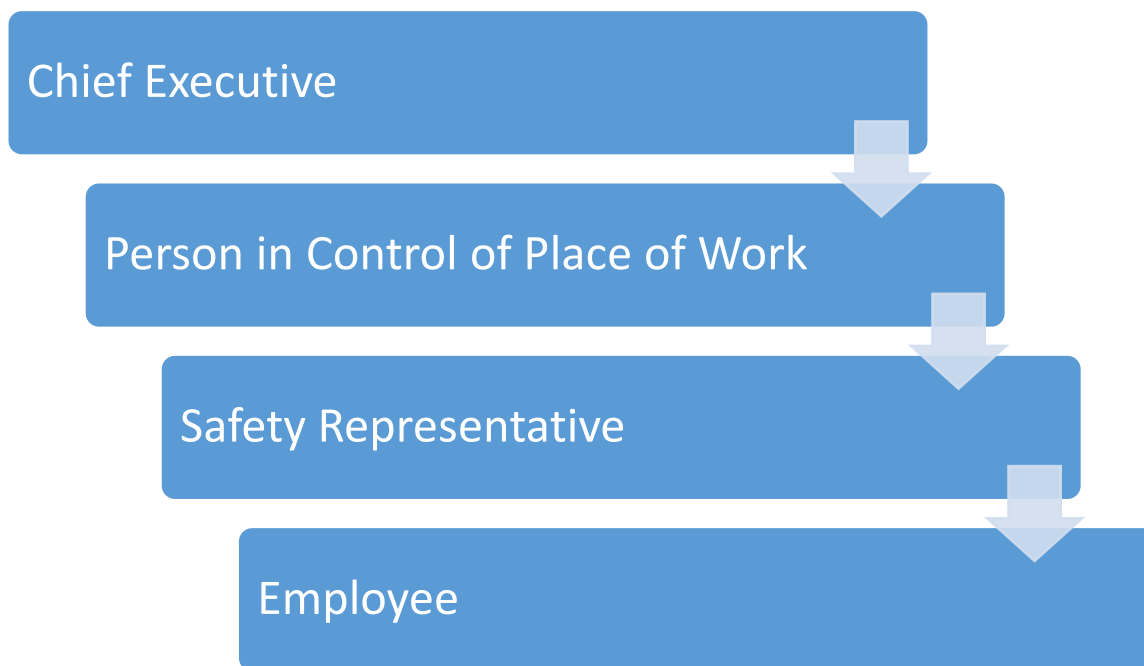 Chief Executive
Person in Control of Place of Work
Safety Representative
Employee